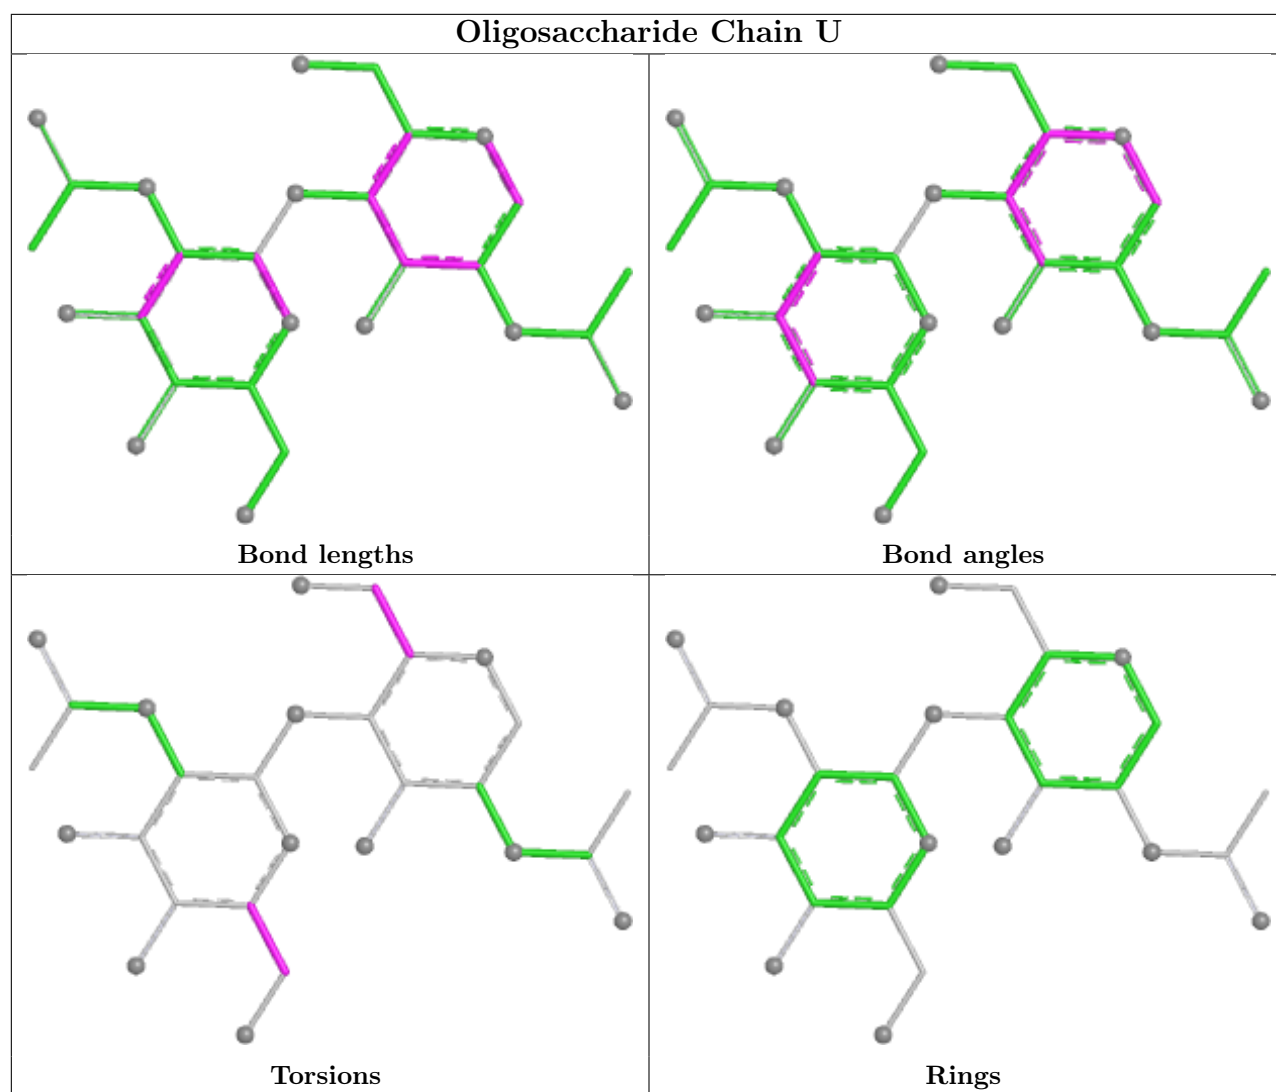 Oligosaccharide Chain U
Bond lengths
Bond angles
Torsions
Rings